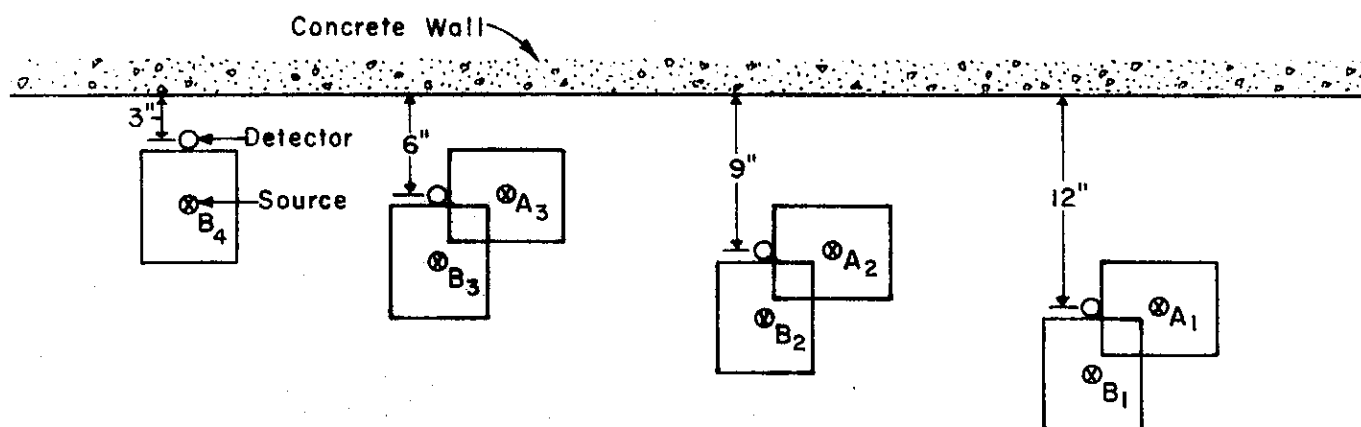 Concrete Wall
3"
Detector
6"
9"
12"
Source
A3
B4
B3
A2
B2
A1
B1